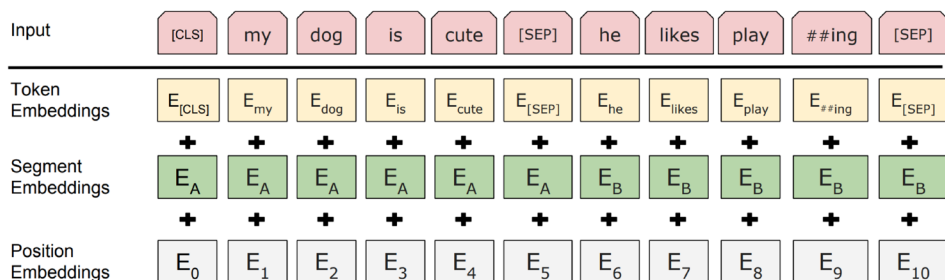 Input [CLS] my dog is cute [SEP] he likes play ##ing [SEP]
Token
Embeddings E[CLS] Emy Edog Eis Ecute E[SEP] Ehe Elikes Eplay E##ing E[SEP]
+ + + + + + + + + + +
Segment
Embeddings EA EA EA EA EA EA EB EB EB EB EB
+ + + + + + + + + + +
Position
Embeddings E0 E1 E2 E3 E4 E5 E6 E7 E8 E9 E10